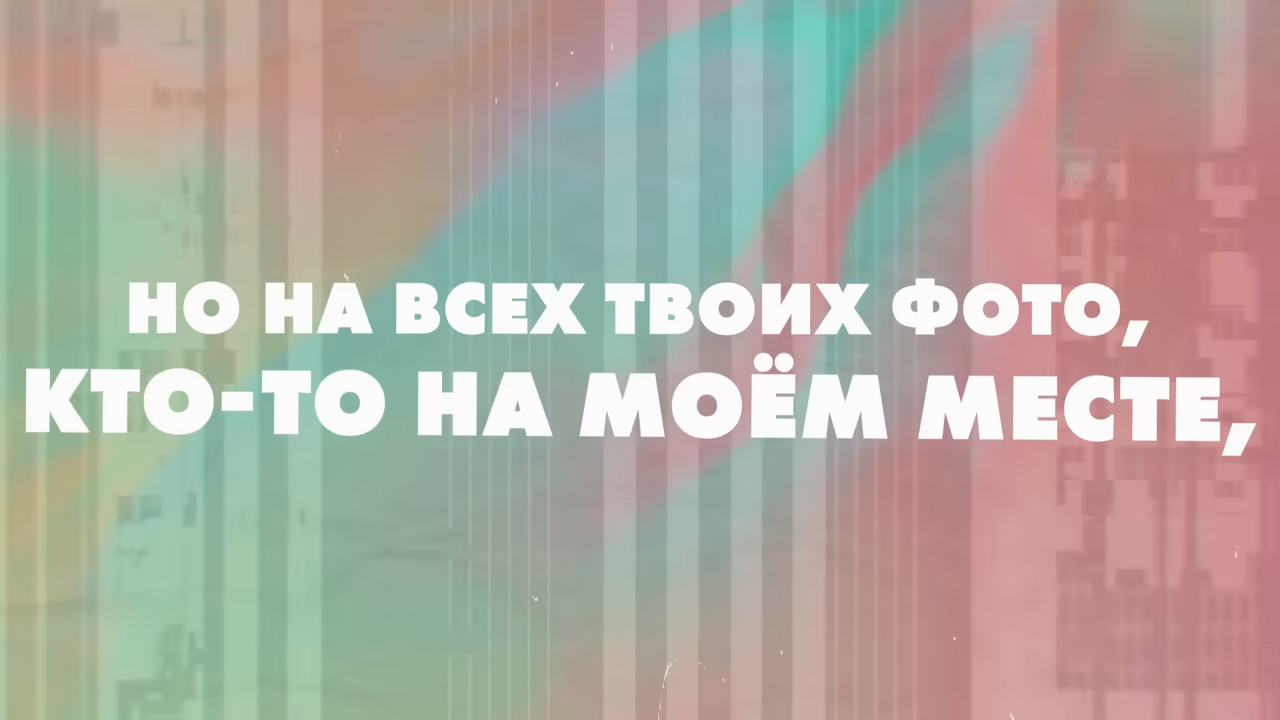 НО НА ВСЕХ ТВОИХ ФОТО,
КТО-ТО НА МОЁМ МЕСТЕ,